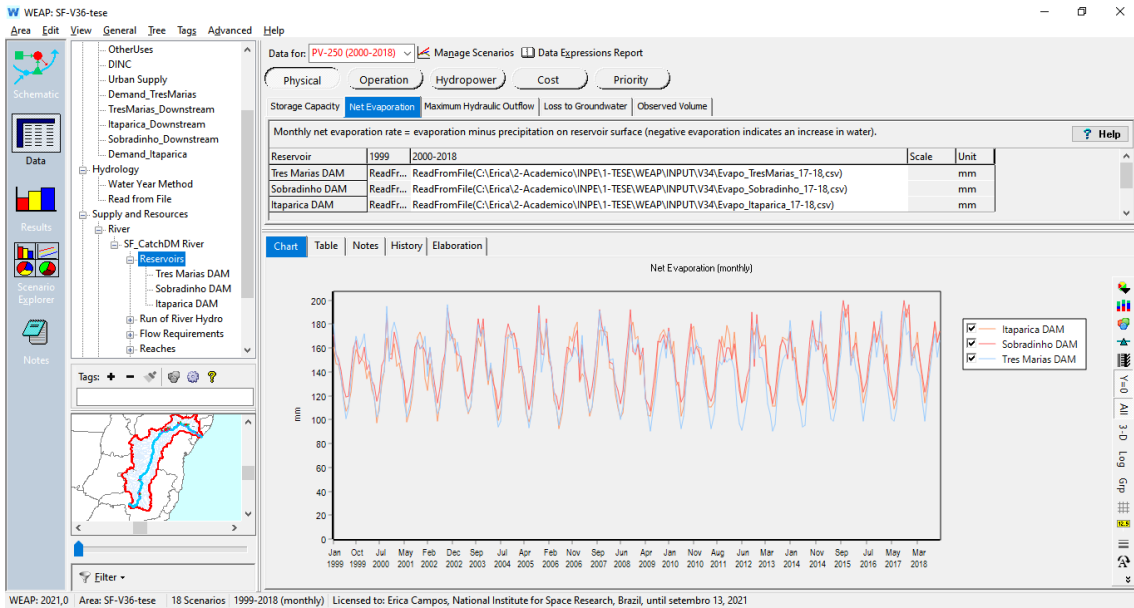 WEAP: SF-V36-tese
Area Edit View General Tree Tags Advanced Help
Schematic
Data
Results
Scenario Explorer
Notes
OtherUses
DINC
Urban Supply
Demand_TresMarias
TresMarias_Downstream
Itaparica_Downstream
Sobradinho_Downstream
Demand_Itaparica
Hydrology
Water Year Method
Read from File
Supply and Resources
River
SF_CatchDM River
Reservoirs
Tres Marias DAM
Sobradinho DAM
Itaparica DAM
Run of River Hydro
Flow Requirements
Reaches
Tags:
Filter
Data for: PV-250 (2000-2018) Manage Scenarios Data Expressions Report
Physical Operation Hydropower Cost Priority
Storage Capacity Net Evaporation Maximum Hydraulic Outflow Loss to Groundwater Observed Volume
Monthly net evaporation rate = evaporation minus precipitation on reservoir surface (negative evaporation indicates an increase in water). ? Help
Reservoir 1999 2000-2018 Scale Unit
Tres Marias DAM ReadFr... ReadFromFile(C:\Erica\2-Academico\INPE\1-TESE\WEAP\INPUT\V34\Evapo_TresMarias_17-18,csv) mm
Sobradinho DAM ReadFr... ReadFromFile(C:\Erica\2-Academico\INPE\1-TESE\WEAP\INPUT\V34\Evapo_Sobradinho_17-18,csv) mm
Itaparica DAM ReadFr... ReadFromFile(C:\Erica\2-Academico\INPE\1-TESE\WEAP\INPUT\V34\Evapo_Itaparica_17-18,csv) mm
Chart Table Notes History Elaboration
Net Evaporation (monthly)
200
180
160
140
120
100
80
60
40
20
0
mm
Jan Oct Jul May Feb Dec Sep Jul Apr Feb Nov Sep Jun Apr Jan Nov Aug Jun Mar Jan Nov Sep Jul May Mar
1999 1999 2000 2001 2002 2002 2003 2004 2005 2006 2006 2007 2008 2009 2010 2010 2011 2012 2013 2014 2014 2015 2016 2017 2018
Itaparica DAM
Sobradinho DAM
Tres Marias DAM
Y=0
All
3-D
Log
Grp
12.5
WEAP: 2021,0 Area: SF-V36-tese 18 Scenarios 1999-2018 (monthly) Licensed to: Erica Campos, National Institute for Space Research, Brazil, until setembro 13, 2021